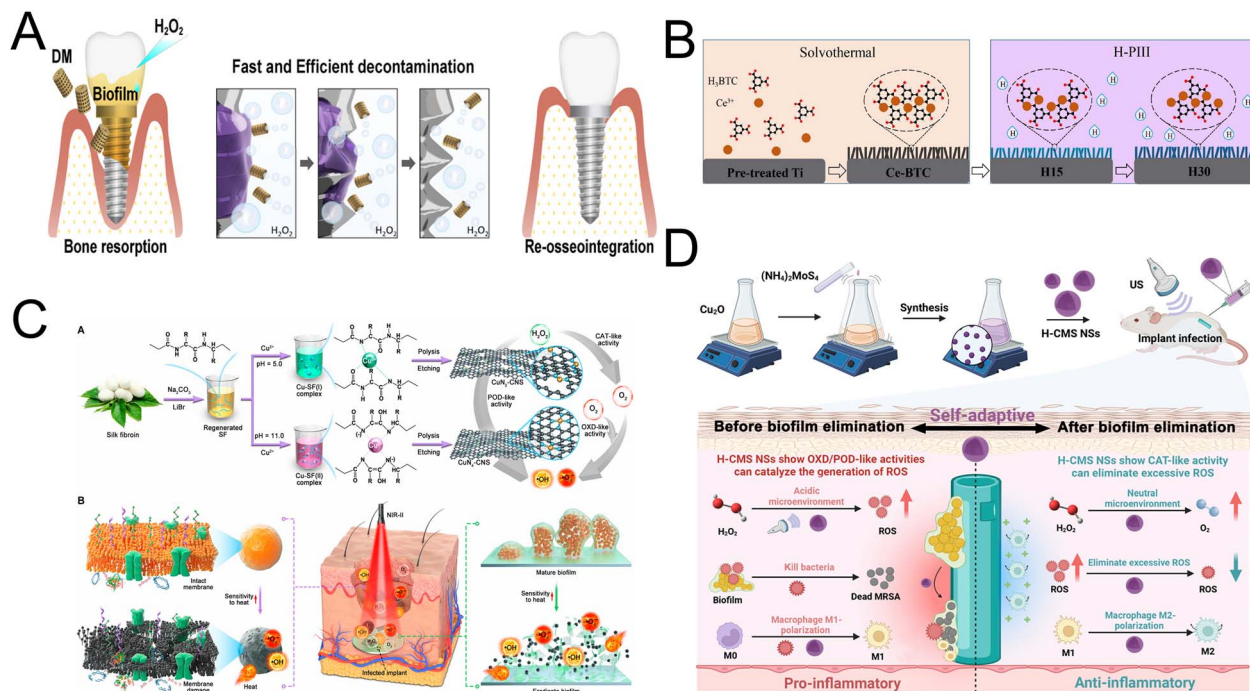 A
H₂O₂
DM
Biofilm
Fast and Efficient decontamination
H₂O₂
H₂O₂
H₂O₂
Bone resorption
Re-osseointegration
B
Solvothermal
H-PIII
H₃BTC
Ce³⁺
H
H
H
H
H
H
H
H
Pre-treated Ti
Ce-BTC
H15
H30
C
A
Silk fibroin
Na₂CO₃
LiBr
Regenerated
SF
Cu²⁺
pH = 5.0
Cu-SF(I)
complex
pH = 11.0
Cu²⁺
Cu-SF(II)
complex
Polysis
Etching
Polysis
Etching
H₂O₂
CAT-like
activity
POD-like
activity
O₂
O₂
OXD-like
activity
•OH
B
Intact
membrane
Sensitivity
to heat
Membrane
damage
Heat
NIR-II
•OH
Infected implant
Mature biofilm
Sensitivity
to heat
•OH
•OH
Eradicate biofilm
D
Cu₂O
(NH₄)₂MoS₄
Synthesis
H-CMS NSs
US
Implant infection
Self-adaptive
Before biofilm elimination
After biofilm elimination
H-CMS NSs show OXD/POD-like activities
can catalyze the generation of ROS
H-CMS NSs show CAT-like activity
can eliminate excessive ROS
H₂O₂
Acidic
microenvironment
ROS
H₂O₂
Neutral
microenvironment
O₂
Biofilm
Kill bacteria
Dead MRSA
ROS
Eliminate excessive ROS
ROS
M0
Macrophage M1-
polarization
M1
M1
Macrophage M2-
polarization
M2
Pro-inflammatory
Anti-inflammatory